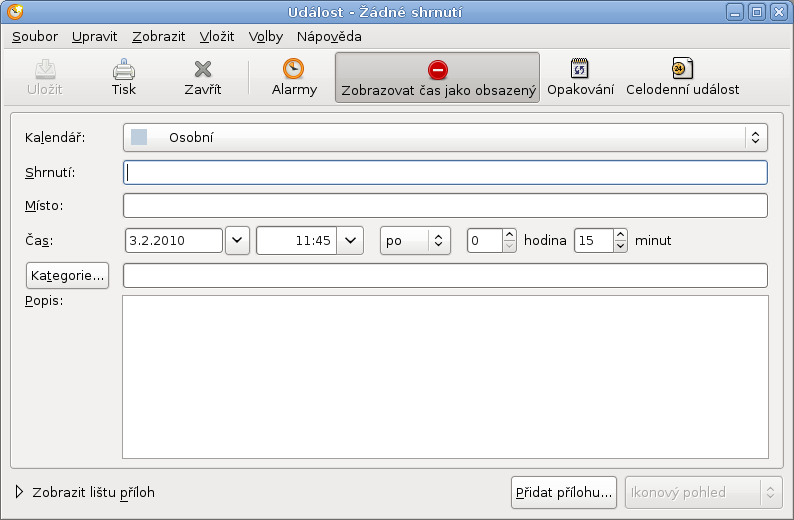 Událost - Žádné shrnutí
Soubor Upravit Zobrazit Vložit Volby Nápověda
Uložit Tisk Zavřít Alarmy Zobrazovat čas jako obsazený Opakování Celodenní událost
Kalendář: Osobní
Shrnutí:
Místo:
Čas: 3.2.2010 11:45 po 0 hodina 15 minut
Kategorie...
Popis:
Zobrazit lištu příloh Přidat přílohu... Ikonový pohled